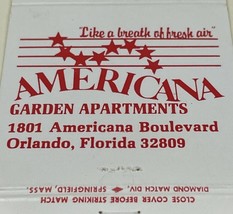 "Like a breath of fresh air"
AMERICANA
GARDEN APARTMENTS
1801 Americana Boulevard
Orlando, Florida 32809
CLOSE COVER BEFORE STRIKING MATCH
DIAMOND MATCH DIV. SPRINGFIELD, MASS.